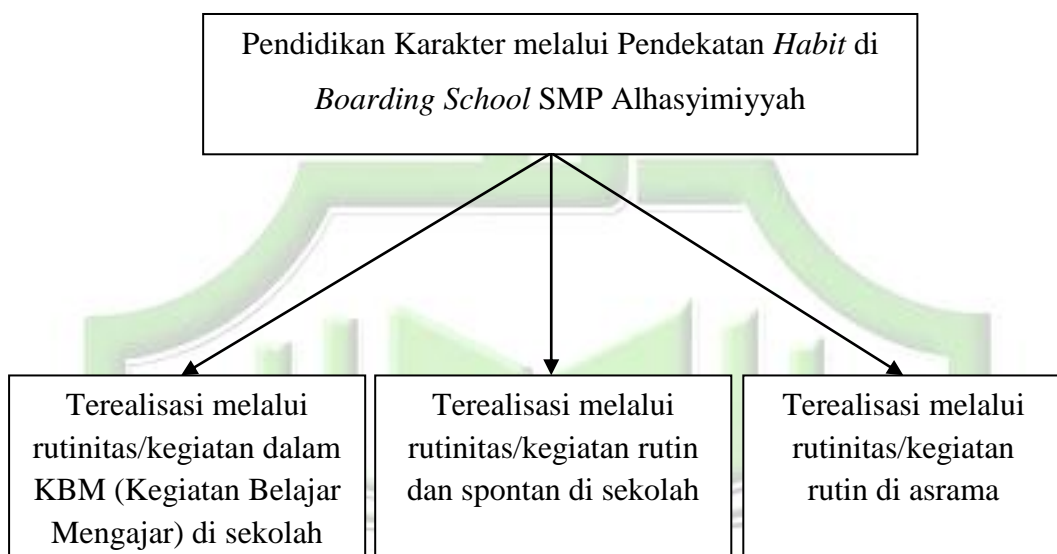 Pendidikan Karakter melalui Pendekatan Habit di
Boarding School SMP Alhasyimiyyah
Terealisasi melalui
rutinitas/kegiatan dalam
KBM (Kegiatan Belajar
Mengajar) di sekolah
Terealisasi melalui
rutinitas/kegiatan rutin
dan spontan di sekolah
Terealisasi melalui
rutinitas/kegiatan
rutin di asrama